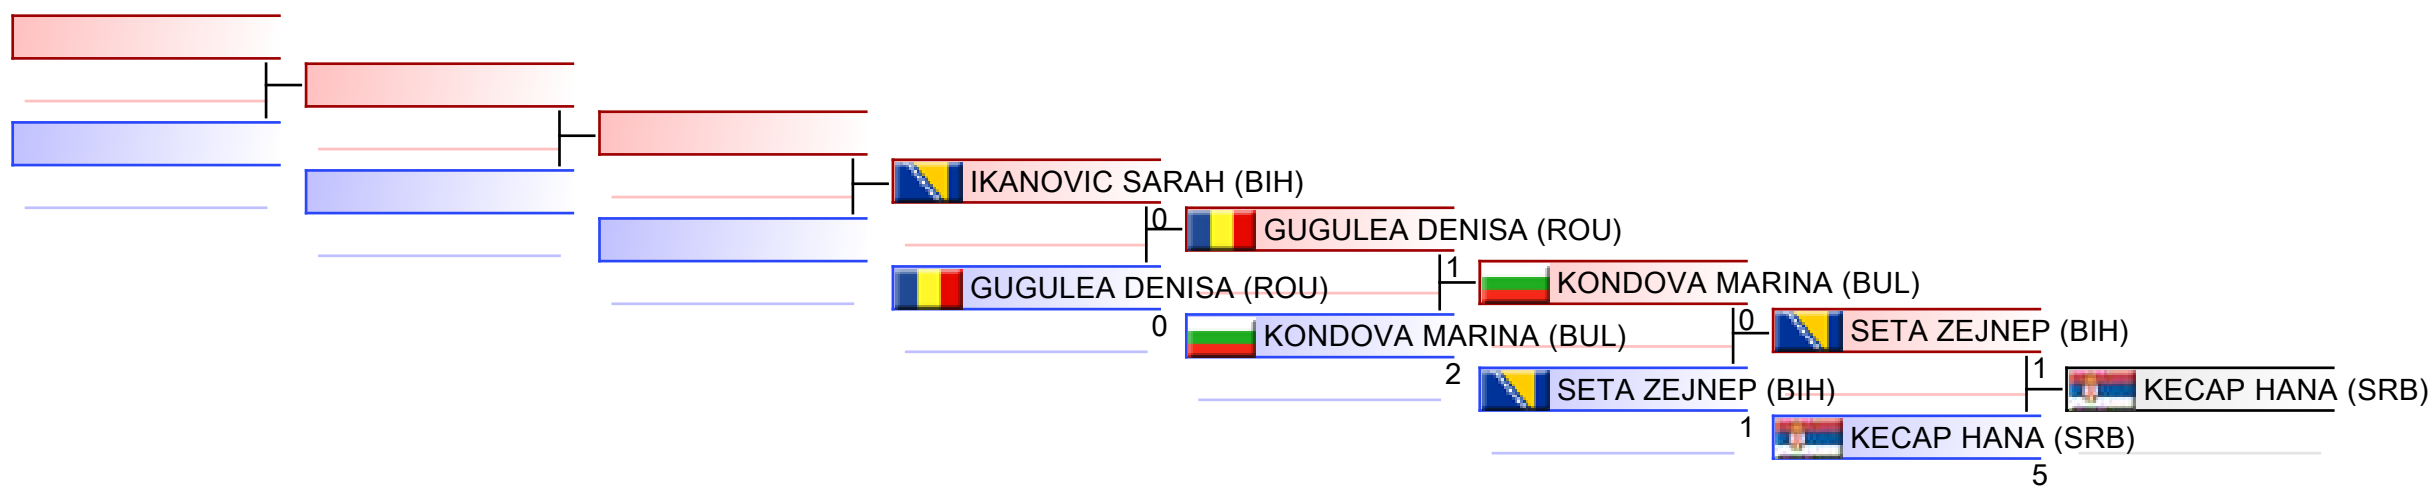 IKANOVIC SARAH (BIH)
0
GUGULEA DENISA (ROU)
0
GUGULEA DENISA (ROU)
1
KONDOVA MARINA (BUL)
2
KONDOVA MARINA (BUL)
0
SETA ZEJNEP (BIH)
1
SETA ZEJNEP (BIH)
1
KECAP HANA (SRB)
5
KECAP HANA (SRB)